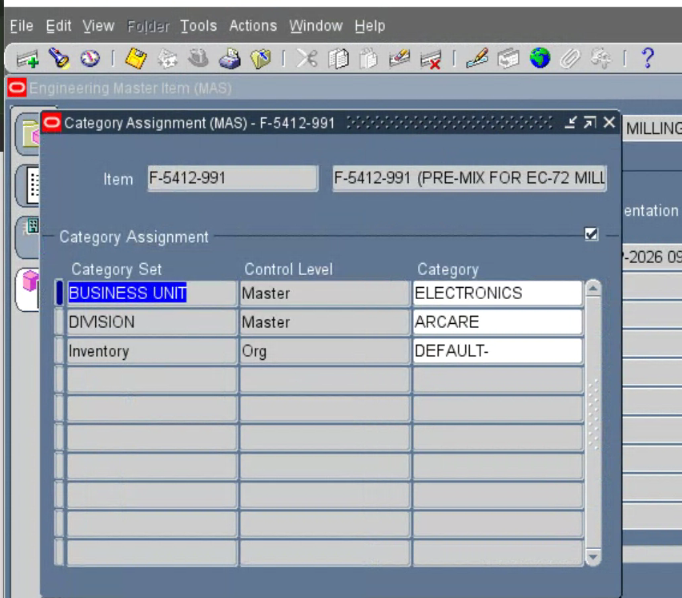 File Edit View Folder Tools Actions Window Help
Engineering Master Item (MAS)
Category Assignment (MAS) - F-5412-991
MILLING
Item F-5412-991 F-5412-991 (PRE-MIX FOR EC-72 MILL
entation
Category Assignment
-2026 09
Category Set Control Level Category
BUSINESS UNIT Master ELECTRONICS
DIVISION Master ARCARE
Inventory Org DEFAULT-